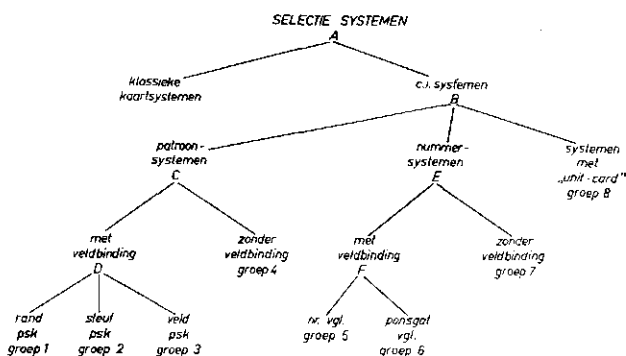 SELECTIE SYSTEMEN
A
klassieke
kaartsystemen
c.i. systemen
B
patroon-
systemen
C
nummer-
systemen
E
systemen
met
„unit-card"
groep 8
met
veldbinding
D
zonder
veldbinding
groep 4
met
veldbinding
F
zonder
veldbinding
groep 7
rand
psk
groep 1
sleuf
psk
groep 2
veld
psk
groep 3
nr. vgl.
groep 5
ponsgat
vgl.
groep 6